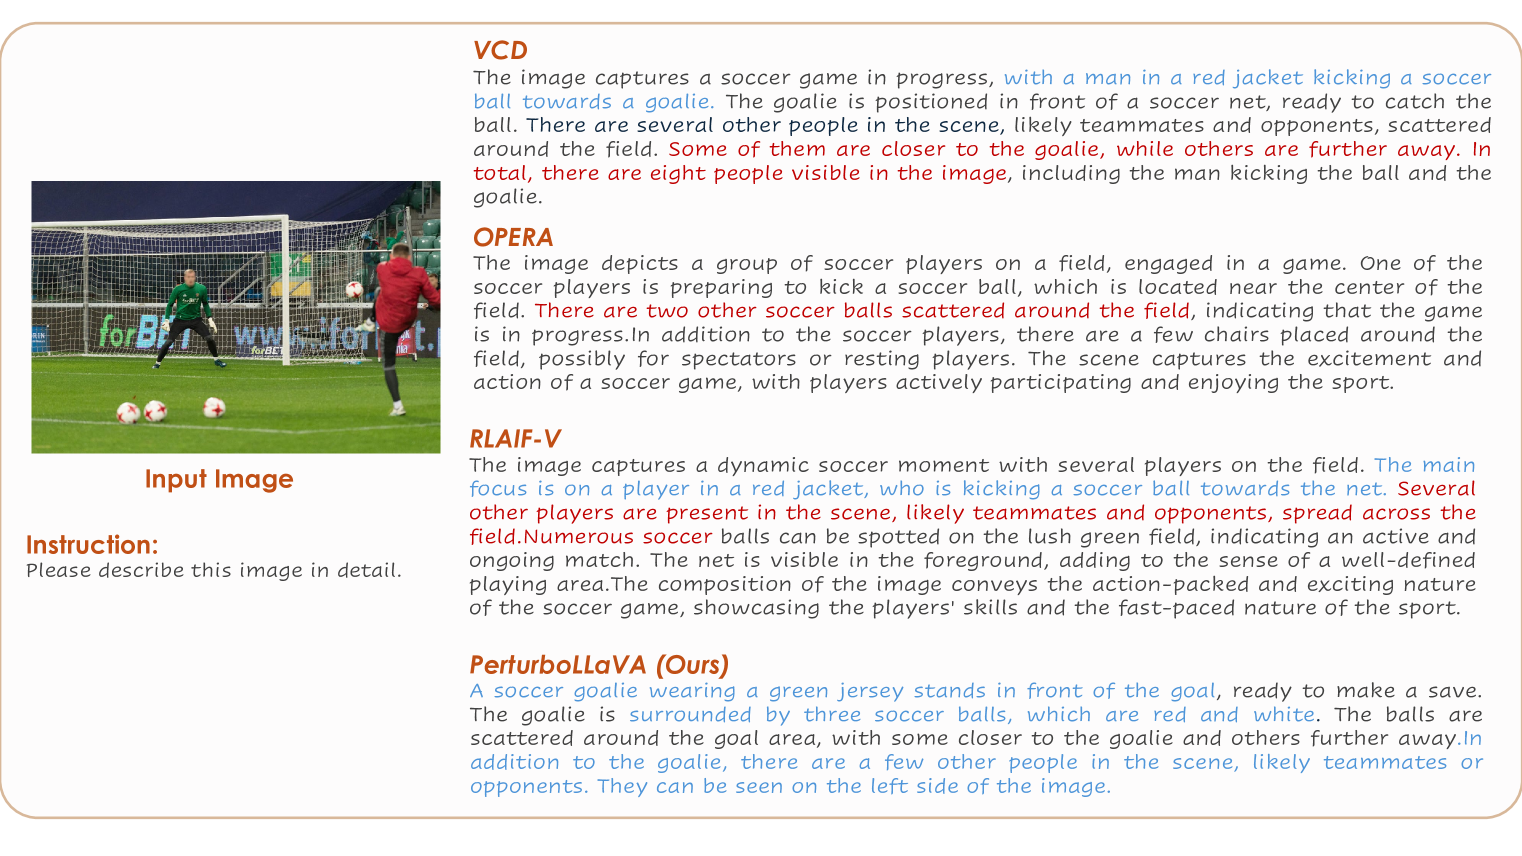 VCD
The image captures a soccer game in progress, with a man in a red jacket kicking a soccer
ball towards a goalie. The goalie is positioned in front of a soccer net, ready to catch the
ball. There are several other people in the scene, likely teammates and opponents, scattered
around the field. Some of them are closer to the goalie, while others are further away. In
total, there are eight people visible in the image, including the man kicking the ball and the
goalie.
OPERA
The image depicts a group of soccer players on a field, engaged in a game. One of the
soccer players is preparing to kick a soccer ball, which is located near the center of the
field. There are two other soccer balls scattered around the field, indicating that the game
is in progress.In addition to the soccer players, there are a few chairs placed around the
field, possibly for spectators or resting players. The scene captures the excitement and
action of a soccer game, with players actively participating and enjoying the sport.
RLAIF-V
The image captures a dynamic soccer moment with several players on the field. The main
focus is on a player in a red jacket, who is kicking a soccer ball towards the net. Several
other players are present in the scene, likely teammates and opponents, spread across the
field.Numerous soccer balls can be spotted on the lush green field, indicating an active and
ongoing match. The net is visible in the foreground, adding to the sense of a well-defined
playing area.The composition of the image conveys the action-packed and exciting nature
of the soccer game, showcasing the players' skills and the fast-paced nature of the sport.
PerturboLLaVA (Ours)
A soccer goalie wearing a green jersey stands in front of the goal, ready to make a save.
The goalie is surrounded by three soccer balls, which are red and white. The balls are
scattered around the goal area, with some closer to the goalie and others further away.In
addition to the goalie, there are a few other people in the scene, likely teammates or
opponents. They can be seen on the left side of the image.
forBET
forBET
Input Image
Instruction:
Please describe this image in detail.